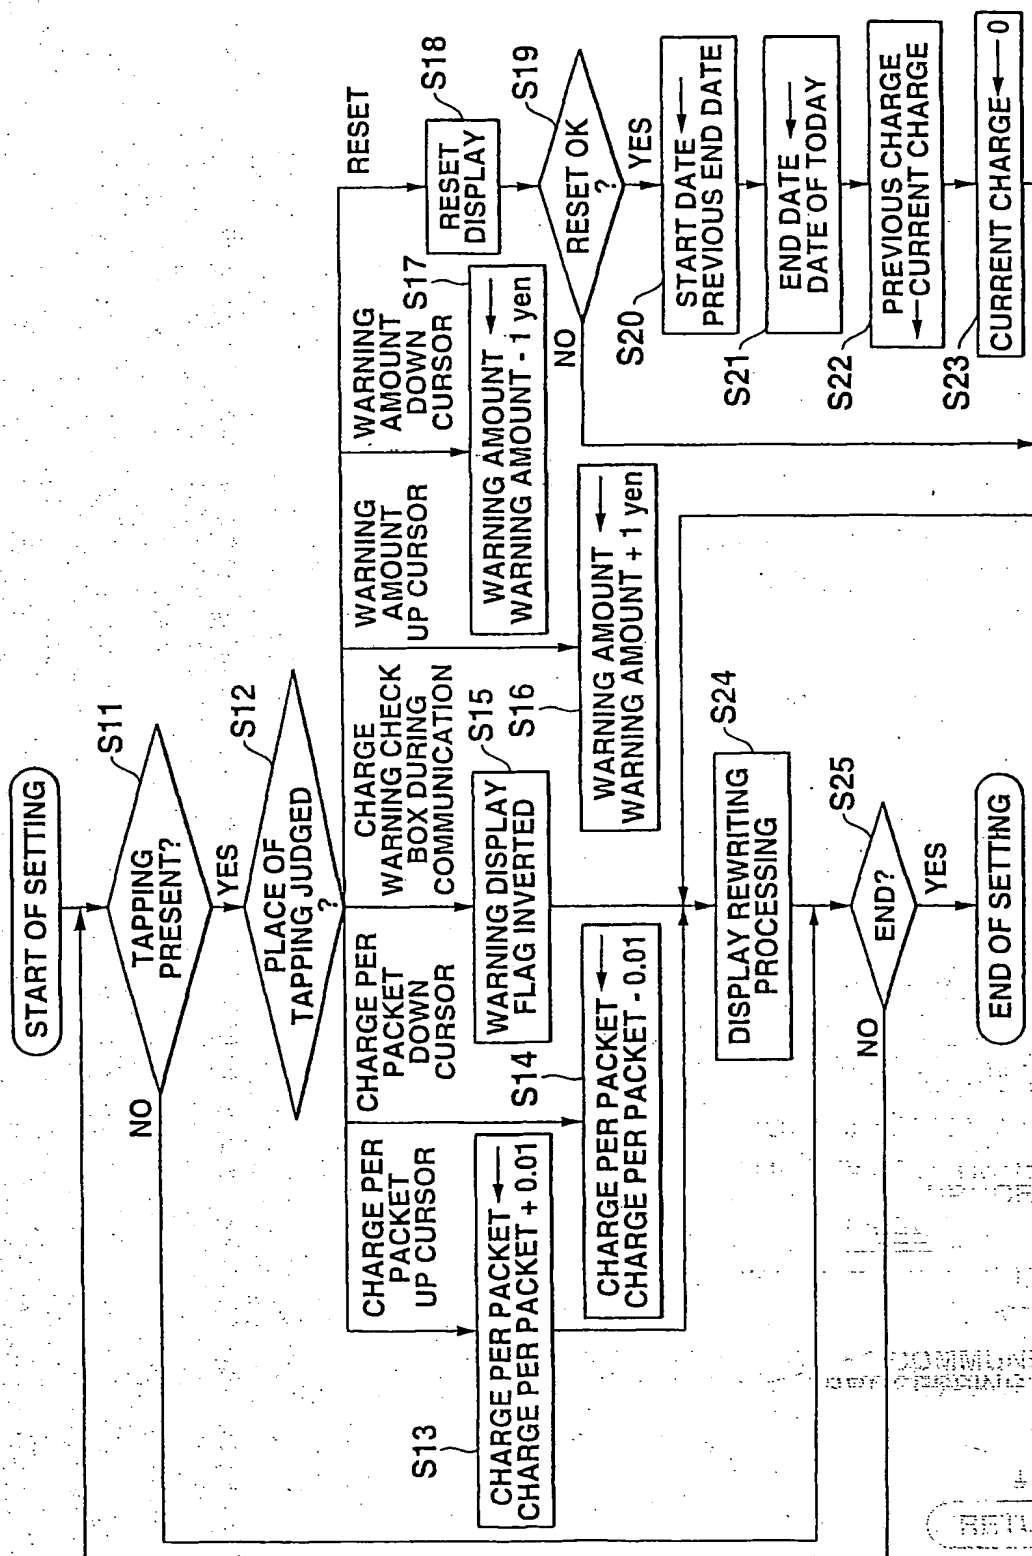 START OF SETTING
S11
TAPPING
PRESENT?
NO
YES
S12
PLACE OF
TAPPING JUDGED
?
CHARGE PER
PACKET
UP CURSOR
S13
CHARGE PER PACKET ←
CHARGE PER PACKET + 0.01
CHARGE PER
PACKET
DOWN
CURSOR
S14
CHARGE PER PACKET ←
CHARGE PER PACKET - 0.01
CHARGE
WARNING CHECK
BOX DURING
COMMUNICATION
S15
WARNING DISPLAY
FLAG INVERTED
WARNING
AMOUNT
UP CURSOR
S16
WARNING AMOUNT ←
WARNING AMOUNT + 1 yen
WARNING
AMOUNT
DOWN
CURSOR
S17
WARNING AMOUNT ←
WARNING AMOUNT - 1 yen
RESET
S18
RESET
DISPLAY
S19
RESET OK
?
NO
YES
S20
START DATE ←
PREVIOUS END DATE
S21
END DATE ←
DATE OF TODAY
S22
PREVIOUS CHARGE
← CURRENT CHARGE
S23
CURRENT CHARGE ← 0
S24
DISPLAY REWRITING
PROCESSING
S25
END?
NO
YES
END OF SETTING